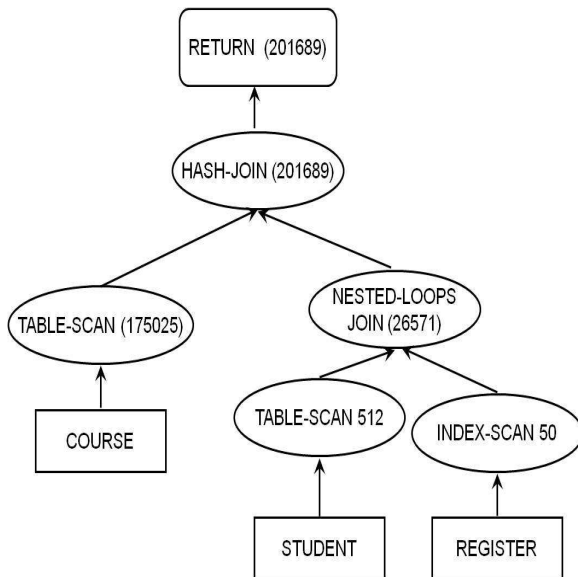 RETURN (201689)
HASH-JOIN (201689)
TABLE-SCAN (175025)
NESTED-LOOPS
JOIN (26571)
COURSE
TABLE-SCAN 512
INDEX-SCAN 50
STUDENT
REGISTER